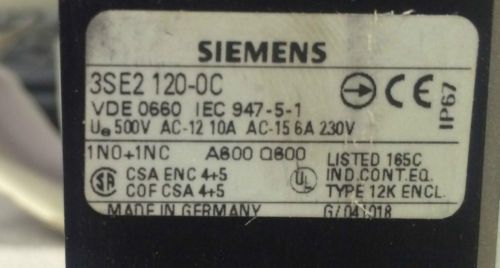 SIEMENS
3SE2 120-0C
CE
IP67
VDE 0660 IEC 947-5-1
Ue 500V AC-12 10A AC-15 6A 230V
1NO+1NC A600 Q600
LISTED 165C
CSA ENC 4+5
IND.CONT.EQ.
COF CSA 4+5
UL
TYPE 12K ENCL.
MADE IN GERMANY